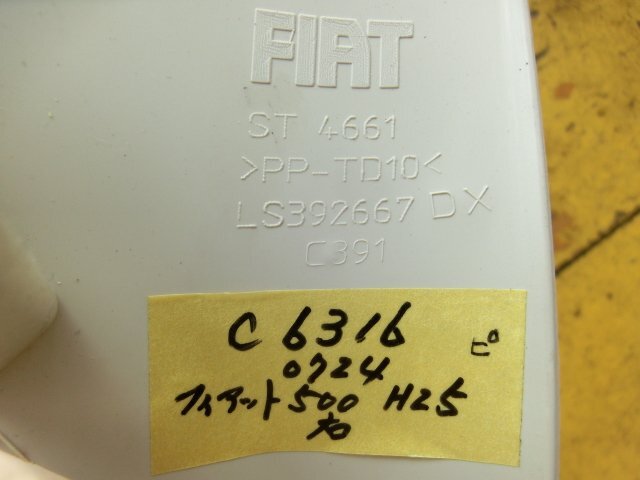 FIAT
ST 4661
>PP-TD10<
LS392667 DX
C391
C 6316 ピ
0724
フィアット500 H25
右